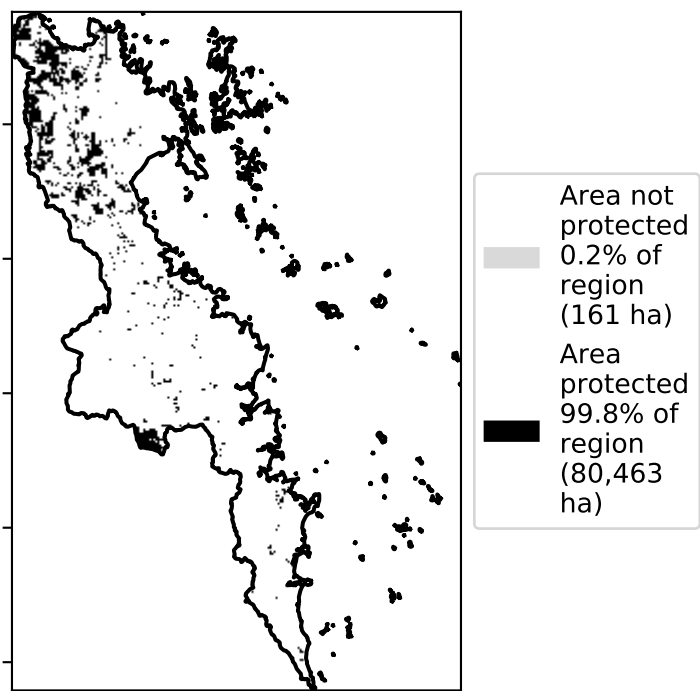 Area not
protected
0.2% of
region
(161 ha)
Area
protected
99.8% of
region
(80,463
ha)